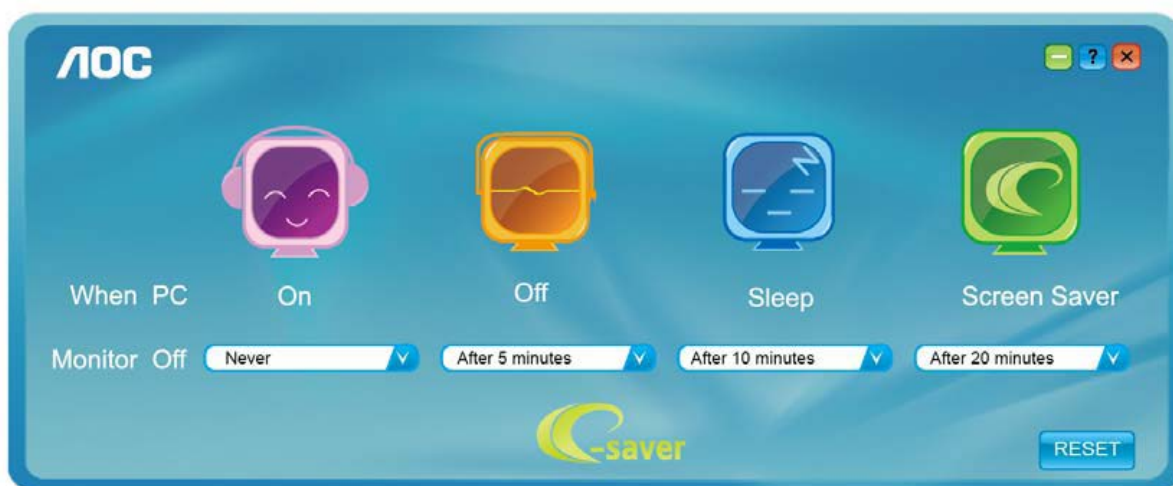 AOC
?
When PC On Off Sleep Screen Saver
Monitor Off Never After 5 minutes After 10 minutes After 20 minutes
e-saver
RESET